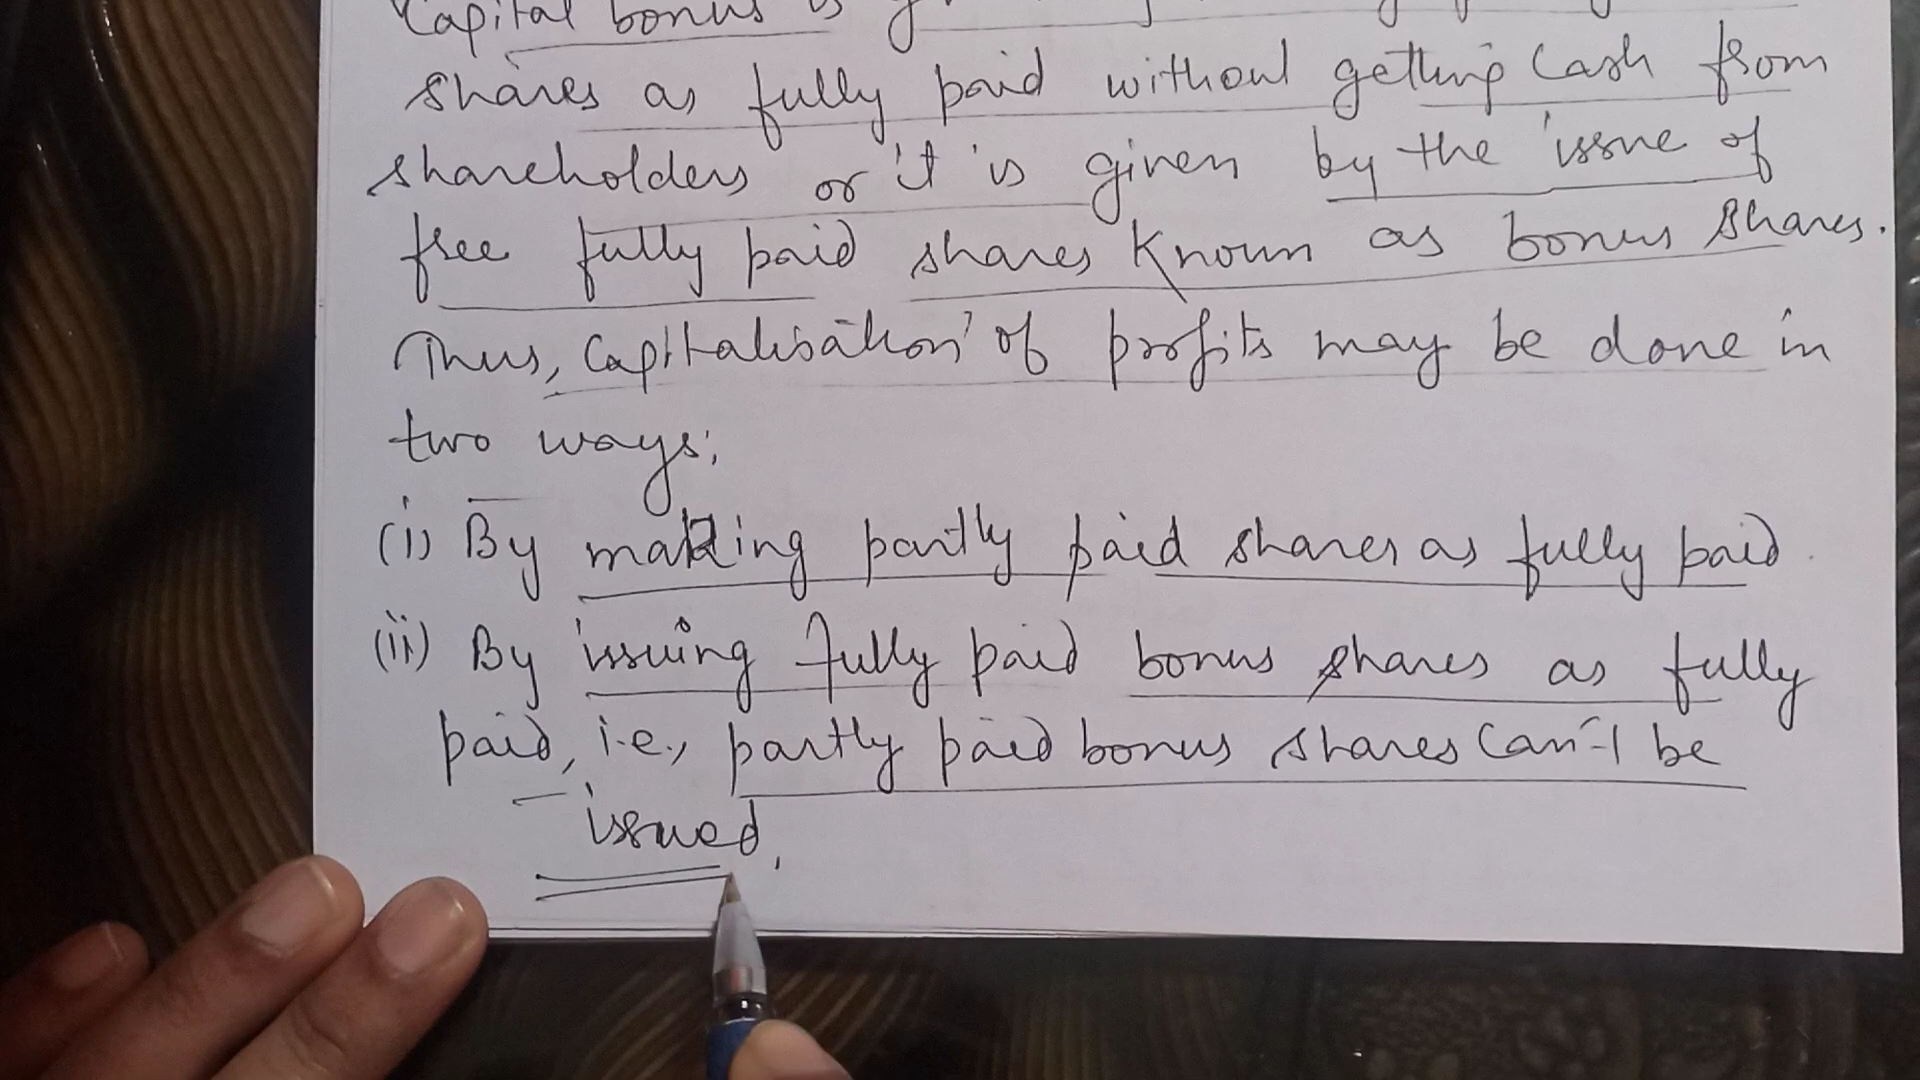 Capital bonus is
shares as fully paid without getting cash from
shareholders or it is given by the issue of
free fully paid shares known as bonus shares.
Thus, Capitalisation of profits may be done in
two ways;
(i) By making partly paid shares as fully paid.
(ii) By issuing fully paid bonus shares as fully
paid, i.e., partly paid bonus shares can't be
issued.